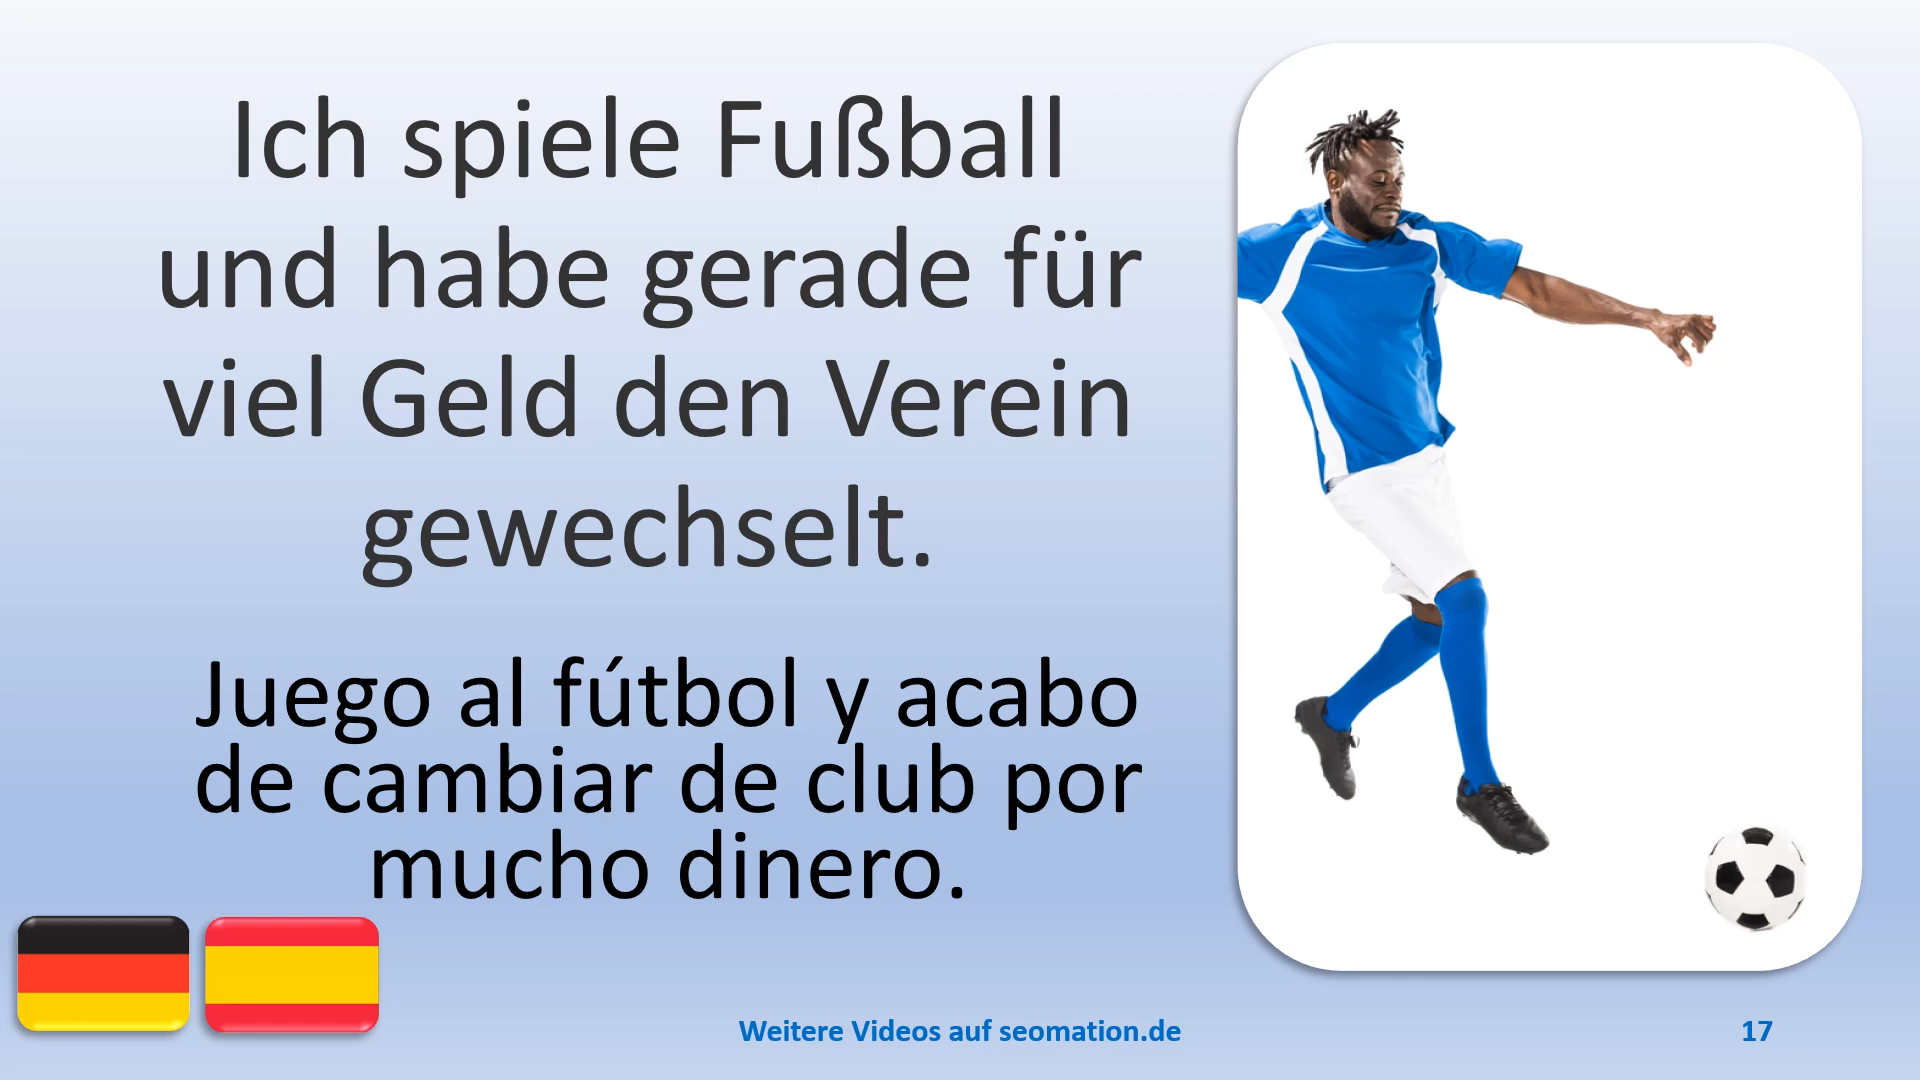 Ich spiele Fußball
und habe gerade für
viel Geld den Verein
gewechselt.
Juego al fútbol y acabo
de cambiar de club por
mucho dinero.
Weitere Videos auf seomation.de
17